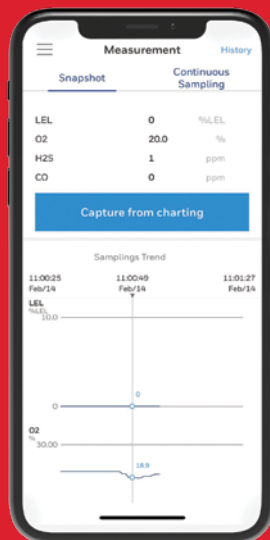 Measurement
History
Snapshot
Continuous
Sampling
LEL 0 %LEL
O2 20.0 %
H2S 1 ppm
CO 0 ppm
Capture from charting
Samplings Trend
11:00:25 11:00:49 11:01:27
Feb/14 Feb/14 Feb/14
LEL
%LEL
10.0
0
0
O2
%
30.00
18.9